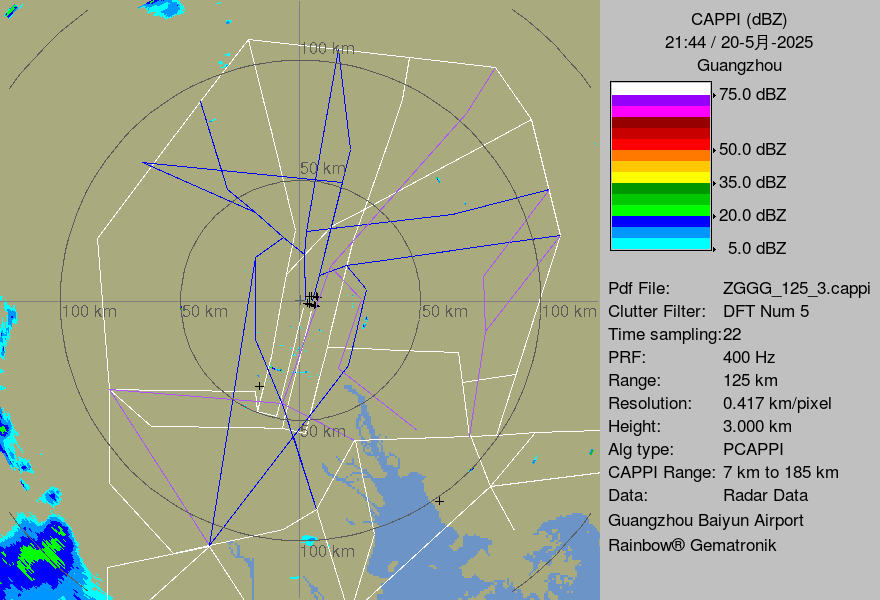 CAPPI (dBZ)
21:44 / 20-5月-2025
Guangzhou
75.0 dBZ
50.0 dBZ
35.0 dBZ
20.0 dBZ
5.0 dBZ
Pdf File: ZGGG_125_3.cappi
Clutter Filter: DFT Num 5
Time sampling:22
PRF: 400 Hz
Range: 125 km
Resolution: 0.417 km/pixel
Height: 3.000 km
Alg type: PCAPPI
CAPPI Range: 7 km to 185 km
Data: Radar Data
Guangzhou Baiyun Airport
Rainbow® Gematronik
100 km
50 km
100 km
50 km
50 km
100 km
50 km
100 km